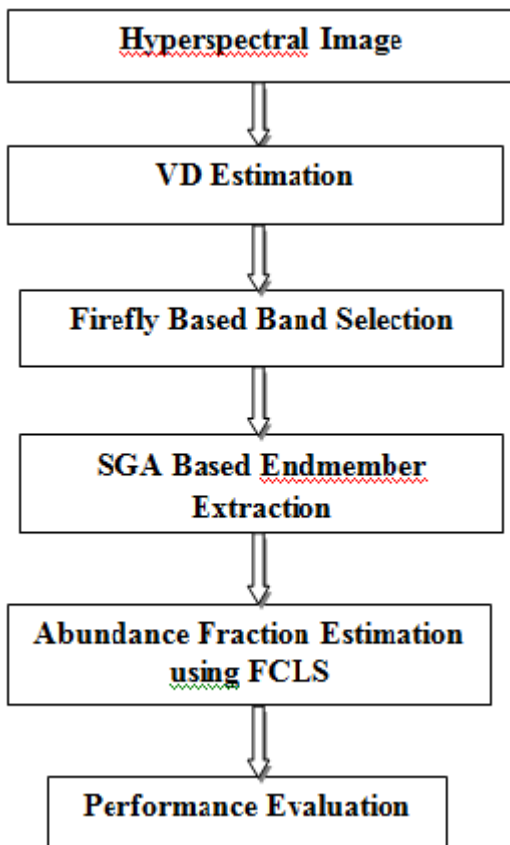 Hyperspectral Image
VD Estimation
Firefly Based Band Selection
SGA Based Endmember
Extraction
Abundance Fraction Estimation
using FCLS
Performance Evaluation